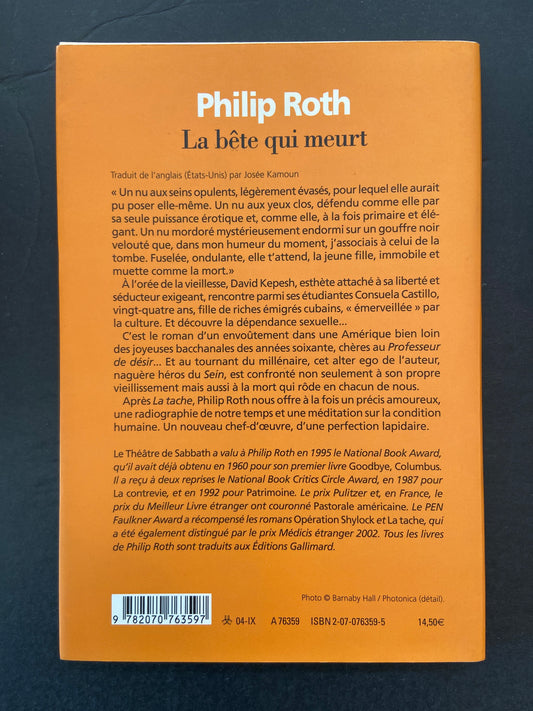 Philip Roth
La bête qui meurt
Traduit de l'anglais (États-Unis) par Josée Kamoun
« Un nu aux seins opulents, légèrement évasés, pour lequel elle aurait
pu poser elle-même. Un nu aux yeux clos, défendu comme elle par
sa seule puissance érotique et, comme elle, à la fois primaire et élé-
gant. Un nu mordoré mystérieusement endormi sur un gouffre noir
velouté que, dans mon humeur du moment, j'associais à celui de la
tombe. Fuselée, ondulante, elle t'attend, la jeune fille, immobile et
muette comme la mort.»
À l'orée de la vieillesse, David Kepesh, esthète attaché à sa liberté et
séducteur exigeant, rencontre parmi ses étudiantes Consuela Castillo,
vingt-quatre ans, fille de riches émigrés cubains, « émerveillée » par
la culture. Et découvre la dépendance sexuelle...
C'est le roman d'un envoûtement dans une Amérique bien loin
des joyeuses bacchanales des années soixante, chères au Professeur
de désir... Et au tournant du millénaire, cet alter ego de l'auteur,
naguère héros du Sein, est confronté non seulement à son propre
vieillissement mais aussi à la mort qui rôde en chacun de nous.
Après La tache, Philip Roth nous offre à la fois un précis amoureux,
une radiographie de notre temps et une méditation sur la condition
humaine. Un nouveau chef-d'œuvre, d'une perfection lapidaire.
Le Théâtre de Sabbath a valu à Philip Roth en 1995 le National Book Award,
qu'il avait déjà obtenu en 1960 pour son premier livre Goodbye, Columbus.
Il a reçu à deux reprises le National Book Critics Circle Award, en 1987 pour
La contrevie, et en 1992 pour Patrimoine. Le prix Pulitzer et, en France, le
prix du Meilleur Livre étranger ont couronné Pastorale américaine. Le PEN
Faulkner Award a récompensé les romans Opération Shylock et La tache, qui
a été également distingué par le prix Médicis étranger 2002. Tous les livres
de Philip Roth sont traduits aux Éditions Gallimard.
Photo © Barnaby Hall / Photonica (détail).
9 782070 763597
04-IX A 76359 ISBN 2-07-076359-5 14,50€